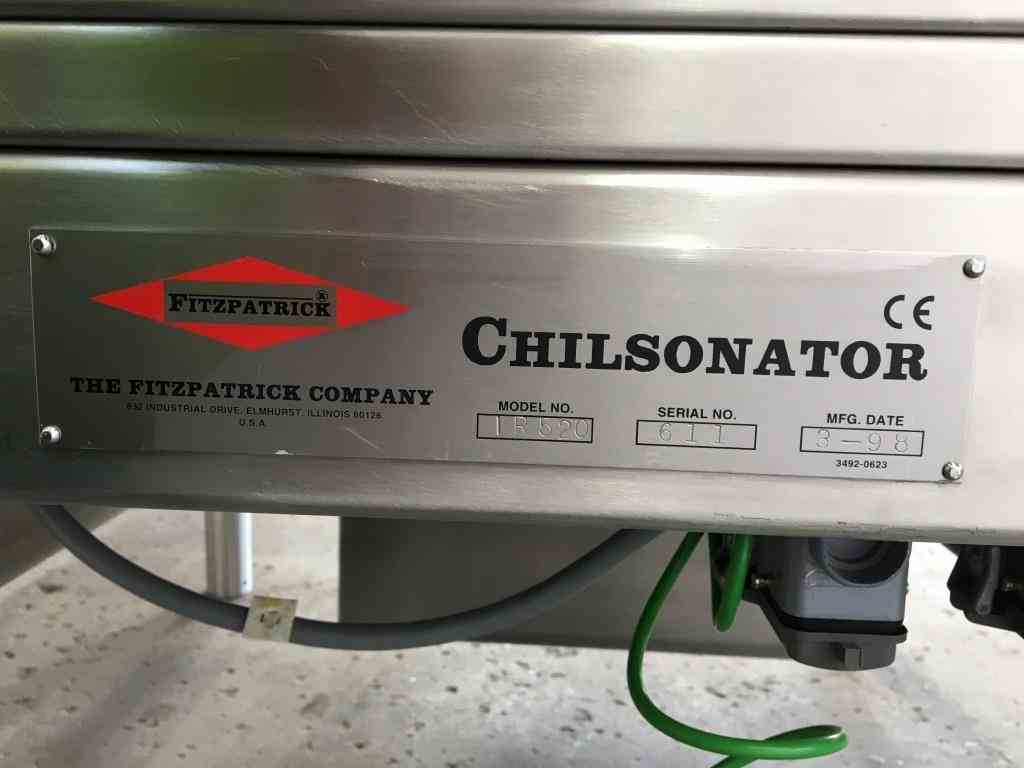 FITZPATRICK®
THE FITZPATRICK COMPANY
832 INDUSTRIAL DRIVE, ELMHURST, ILLINOIS 60126
U.S.A.
CE
CHILSONATOR
MODEL NO.
IR520
SERIAL NO.
611
MFG. DATE
3-98
3492-0623